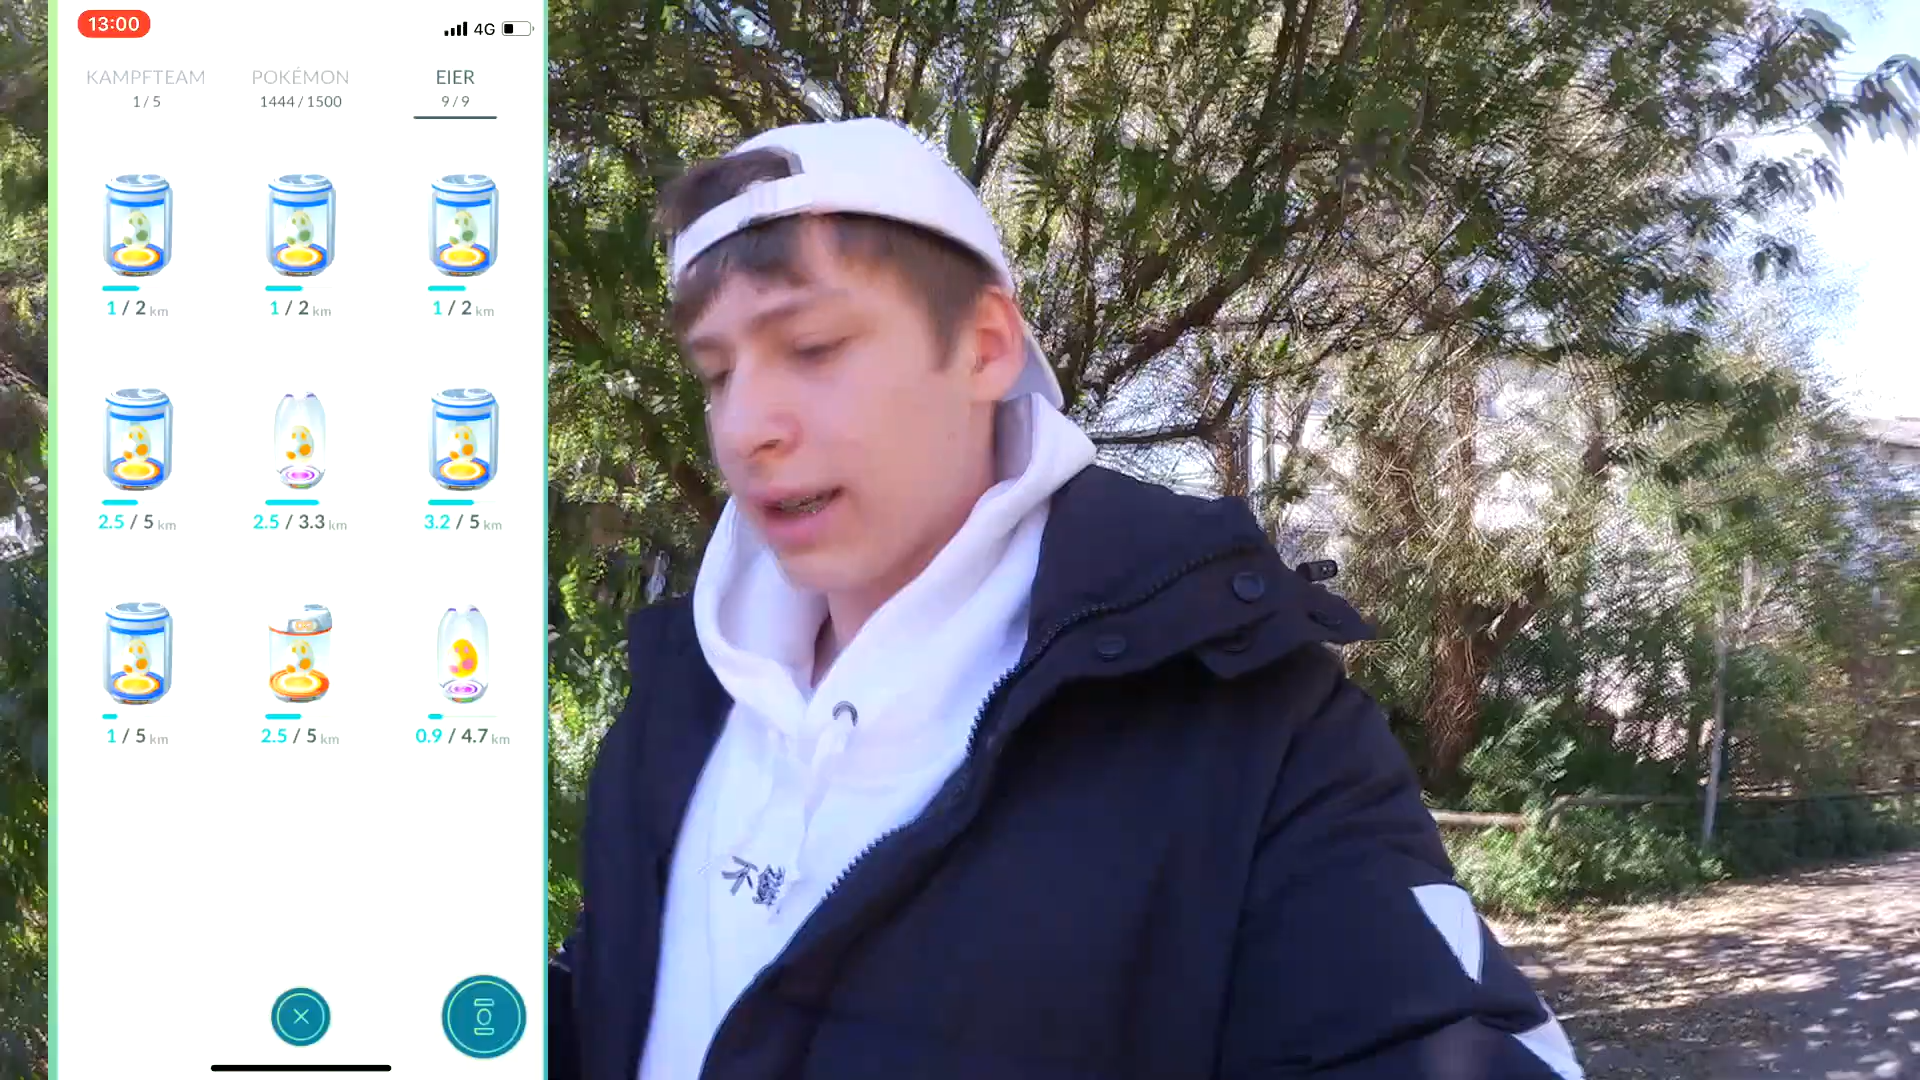 13:00
4G
KAMPFTEAM
1 / 5
POKÉMON
1444 / 1500
EIER
9 / 9
1 / 2 km
1 / 2 km
1 / 2 km
2.5 / 5 km
2.5 / 3.3 km
3.2 / 5 km
1 / 5 km
2.5 / 5 km
0.9 / 4.7 km